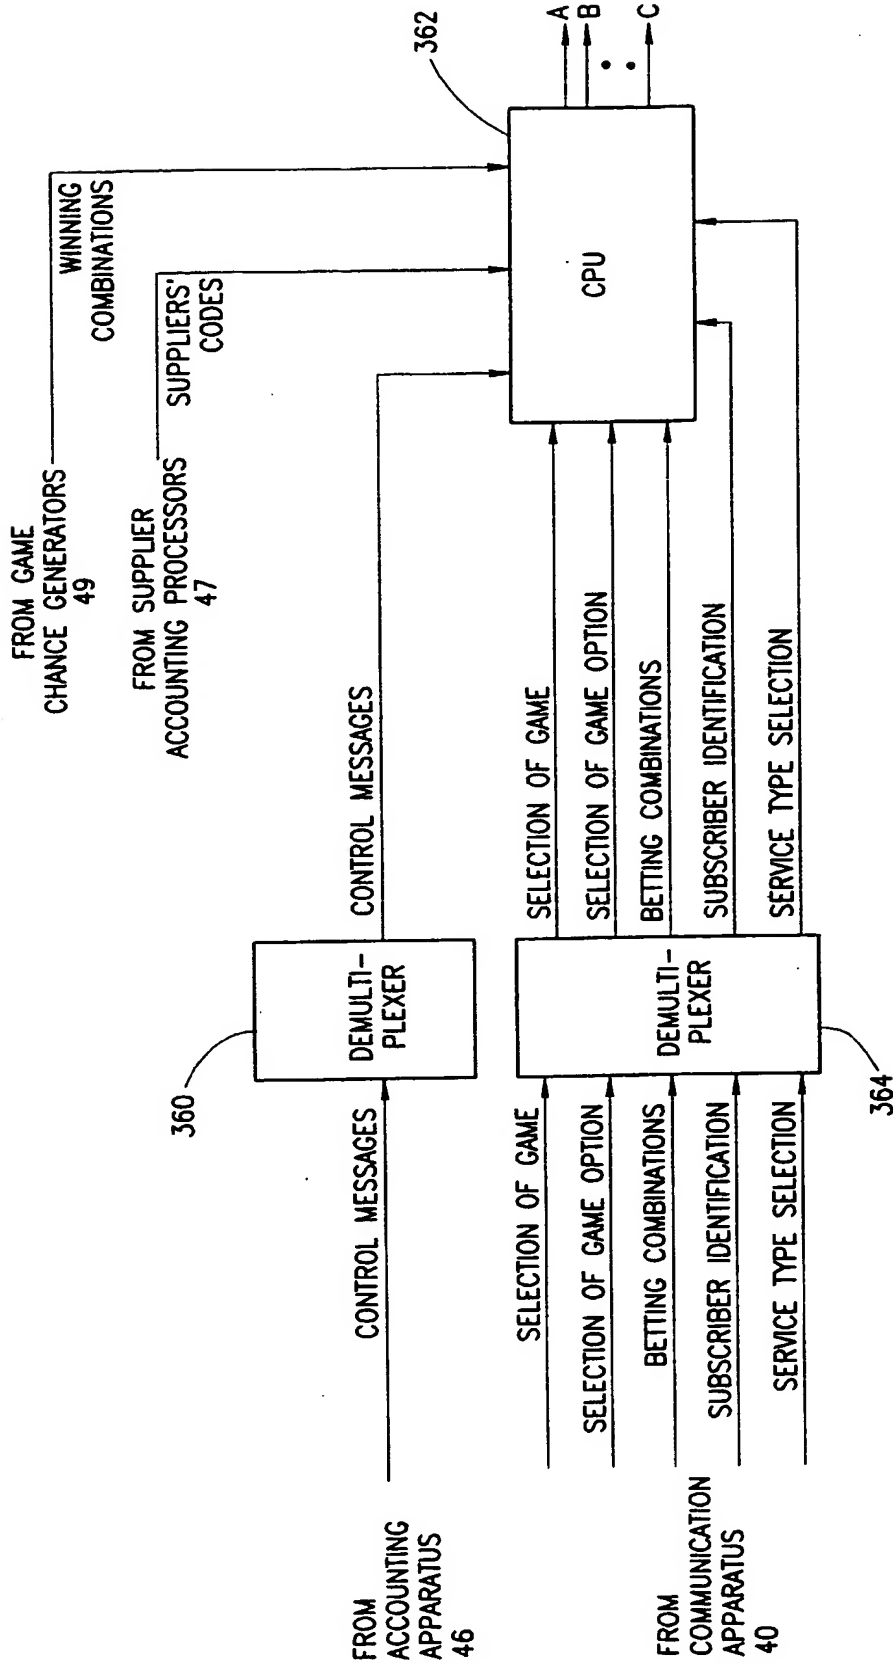 FROM GAME
CHANCE GENERATORS
49
WINNING
COMBINATIONS
FROM SUPPLIER
ACCOUNTING PROCESSORS
47
SUPPLIERS'
CODES
362
A
B
C
CPU
FROM
ACCOUNTING
APPARATUS
46
CONTROL MESSAGES
360
DEMULTI-
PLEXER
CONTROL MESSAGES
FROM
COMMUNICATION
APPARATUS
40
SELECTION OF GAME
SELECTION OF GAME OPTION
BETTING COMBINATIONS
SUBSCRIBER IDENTIFICATION
SERVICE TYPE SELECTION
DEMULTI-
PLEXER
364
SELECTION OF GAME
SELECTION OF GAME OPTION
BETTING COMBINATIONS
SUBSCRIBER IDENTIFICATION
SERVICE TYPE SELECTION